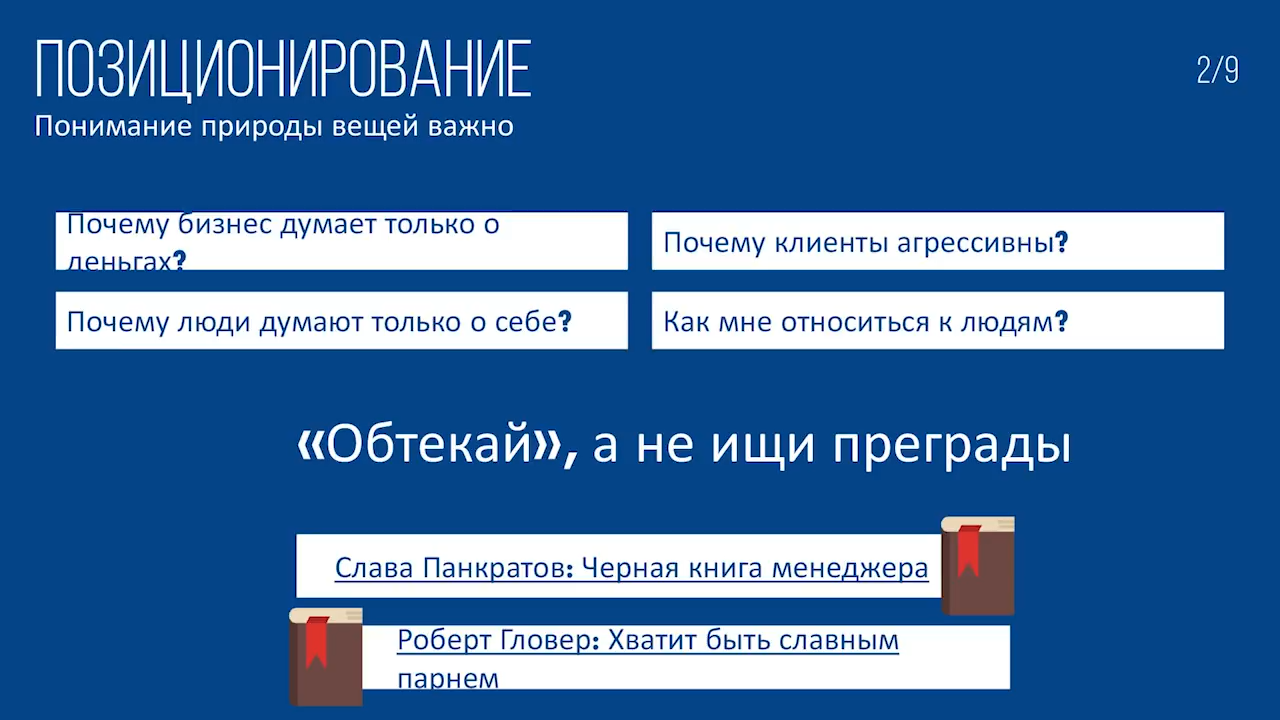 ПОЗИЦИОНИРОВАНИЕ
2/9
Понимание природы вещей важно
Почему бизнес думает только о
деньгах?
Почему клиенты агрессивны?
Почему люди думают только о себе?
Как мне относиться к людям?
«Обтекай», а не ищи преграды
Слава Панкратов: Черная книга менеджера
Роберт Гловер: Хватит быть славным
парнем